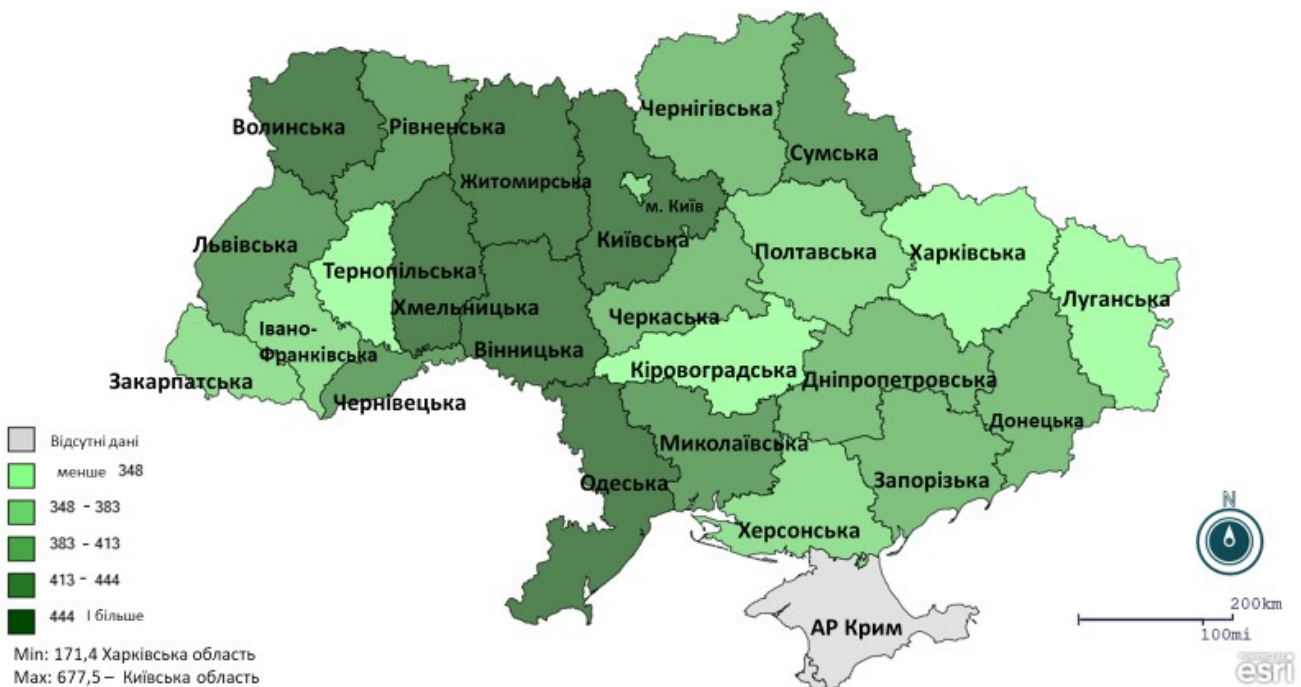 Чернігівська
Волинська
Рівненська
Сумська
Житомирська
м. Київ
Київська
Львівська
Полтавська
Харківська
Тернопільська
Луганська
Хмельницька
Черкаська
Івано-
Франківська
Вінницька
Кіровоградська
Закарпатська
Дніпропетровська
Чернівецька
Донецька
Миколаївська
Одеська
Запорізька
Херсонська
АР Крим
Відсутні дані
менше 348
348 - 383
383 - 413
413 - 444
444 І більше
Min: 171,4 Харківська область
Max: 677,5 – Київська область
N
200km
100mi
esri